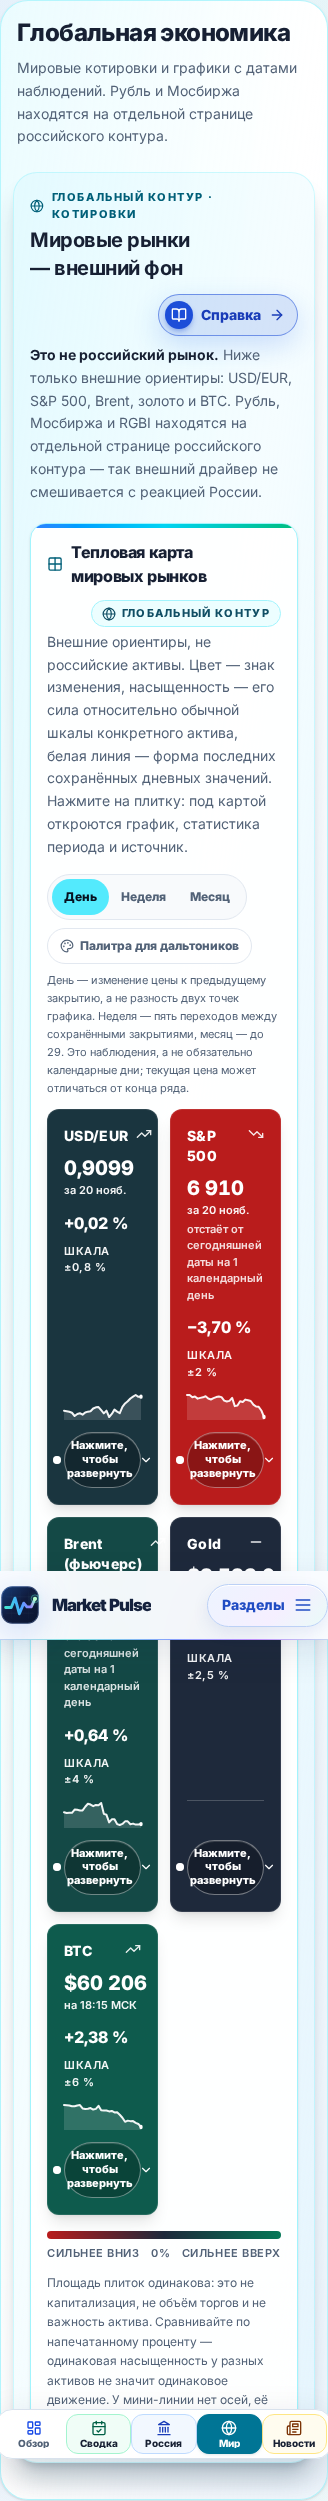 Глобальная экономика
Мировые котировки и графики с датами
наблюдений. Рубль и Мосбиржа
находятся на отдельной странице
российского контура.
ГЛОБАЛЬНЫЙ КОНТУР ·
КОТИРОВКИ
Мировые рынки
— внешний фон
Справка
Это не российский рынок. Ниже
только внешние ориентиры: USD/EUR,
S&P 500, Brent, золото и BTC. Рубль,
Мосбиржа и RGBI находятся на
отдельной странице российского
контура — так внешний драйвер не
смешивается с реакцией России.
Тепловая карта
мировых рынков
ГЛОБАЛЬНЫЙ КОНТУР
Внешние ориентиры, не
российские активы. Цвет — знак
изменения, насыщенность — его
сила относительно обычной
шкалы конкретного актива,
белая линия — форма последних
сохранённых дневных значений.
Нажмите на плитку: под картой
откроются график, статистика
периода и источник.
День Неделя Месяц
Палитра для дальтоников
День — изменение цены к предыдущему
закрытию, а не разность двух точек
графика. Неделя — пять переходов между
сохранёнными закрытиями, месяц — до
29. Это наблюдения, а не обязательно
календарные дни; текущая цена может
отличаться от конца ряда.
USD/EUR
0,9099
за 20 нояб.
+0,02 %
ШКАЛА
±0,8 %
Нажмите,
чтобы
развернуть
S&P
500
6 910
за 20 нояб.
отстаёт от
сегодняшней
даты на 1
календарный
день
−3,70 %
ШКАЛА
±2 %
Нажмите,
чтобы
развернуть
Brent
(фьючерс)
Gold
Market Pulse
Разделы
сегодняшней
даты на 1
календарный
день
+0,64 %
ШКАЛА
±4 %
Нажмите,
чтобы
развернуть
ШКАЛА
±2,5 %
Нажмите,
чтобы
развернуть
BTC
$60 206
на 18:15 МСК
+2,38 %
ШКАЛА
±6 %
Нажмите,
чтобы
развернуть
СИЛЬНЕЕ ВНИЗ 0% СИЛЬНЕЕ ВВЕРХ
Площадь плиток одинакова: это не
капитализация, не объём торгов и не
важность актива. Сравнивайте по
напечатанному проценту —
одинаковая насыщенность у разных
активов не значит одинаковое
движение. У мини-линии нет осей, её
Обзор Сводка Россия Мир Новости